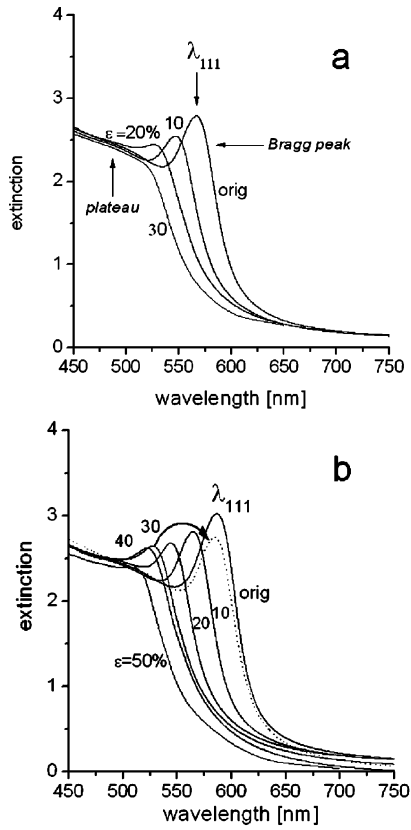 a
λ111
Bragg peak
ε=20%
10
orig
plateau
30
extinction
4
3
2
1
0
450 500 550 600 650 700 750
wavelength [nm]
b
λ111
40 30
orig
20 10
ε=50%
extinction
4
3
2
1
0
450 500 550 600 650 700 750
wavelength [nm]